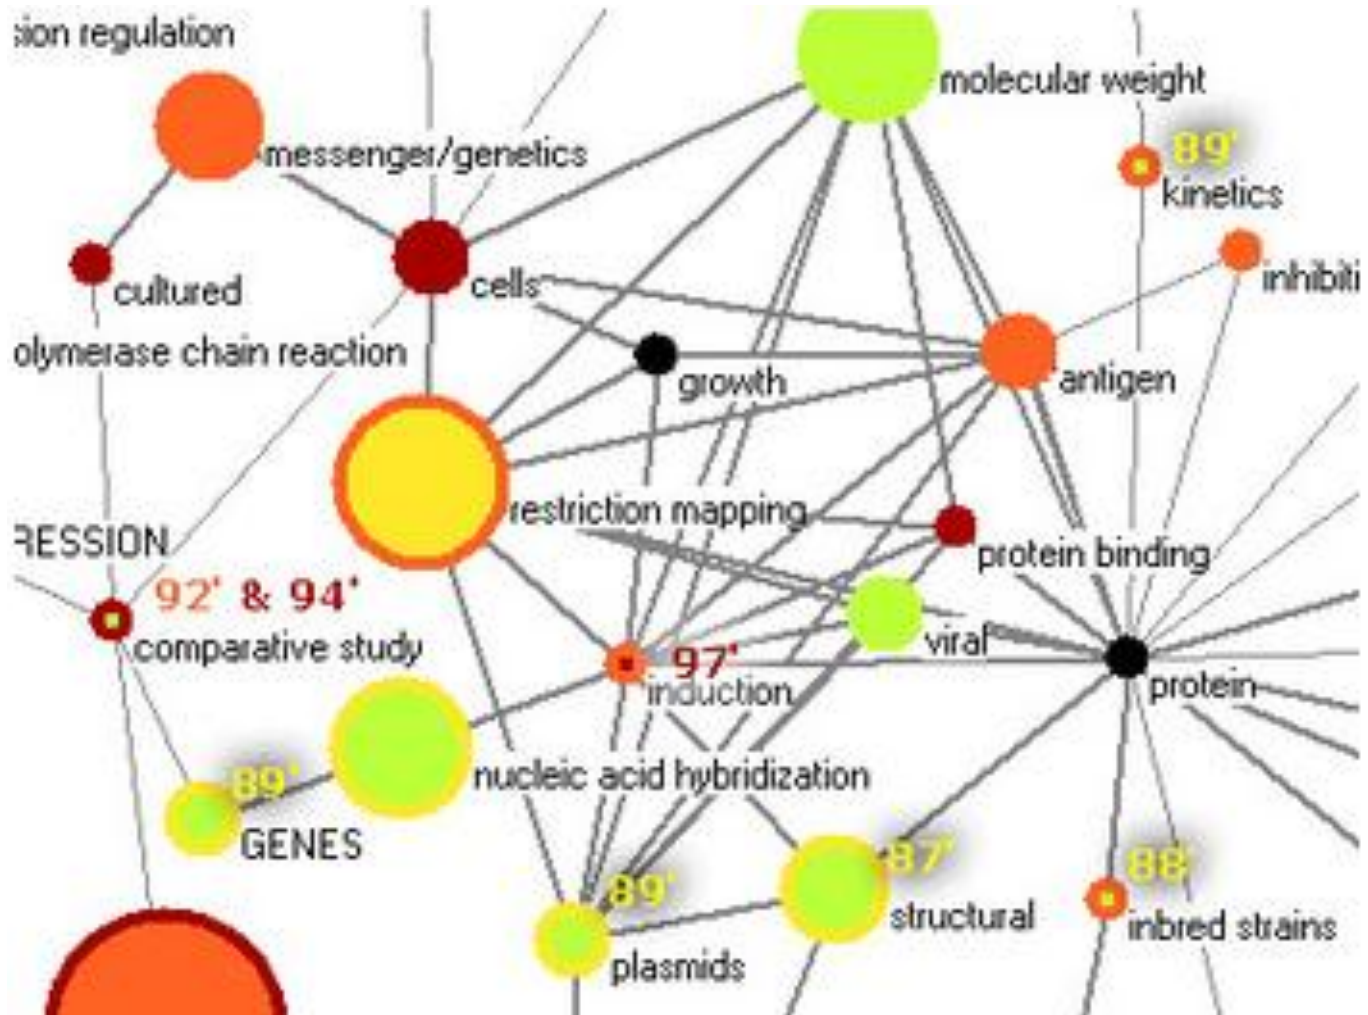 sion regulation
molecular weight
89'
messenger/genetics
kinetics
cultured
cells
inhibiti
olymerase chain reaction
growth
antigen
restriction mapping
RESSION
protein binding
92' & 94'
comparative study
viral
97'
induction
protein
89'
nucleic acid hybridization
GENES
87'
88'
89'
structural
inbred strains
plasmids